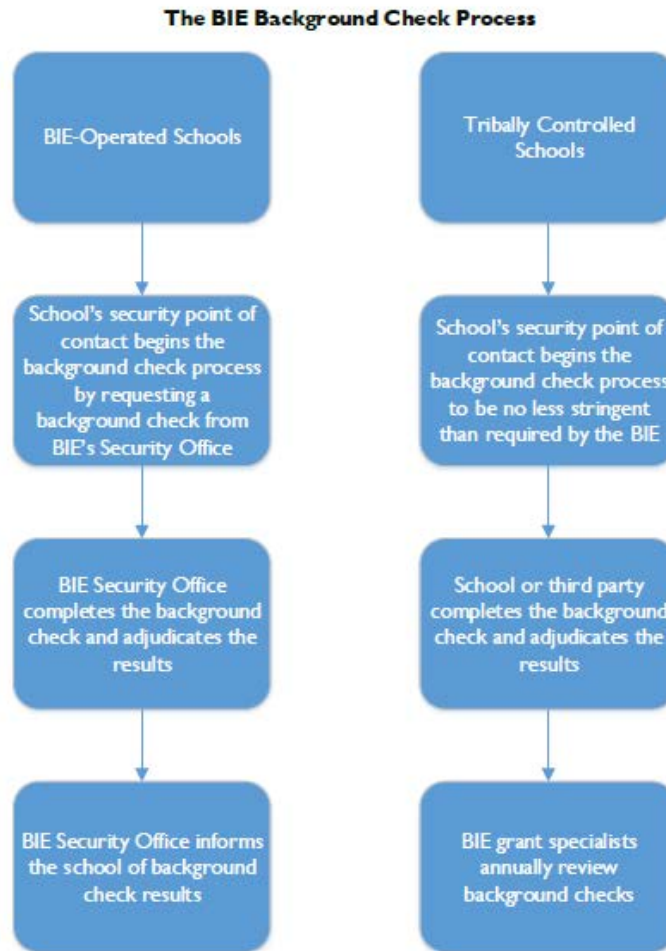 The BIE Background Check Process
BIE-Operated Schools
School's security point of
contact begins the
background check process
by requesting a
background check from
BIE's Security Office
BIE Security Office
completes the background
check and adjudicates the
results
BIE Security Office informs
the school of background
check results
Tribally Controlled
Schools
School's security point of
contact begins the
background check process
to be no less stringent
than required by the BIE
School or third party
completes the background
check and adjudicates the
results
BIE grant specialists
annually review
background checks